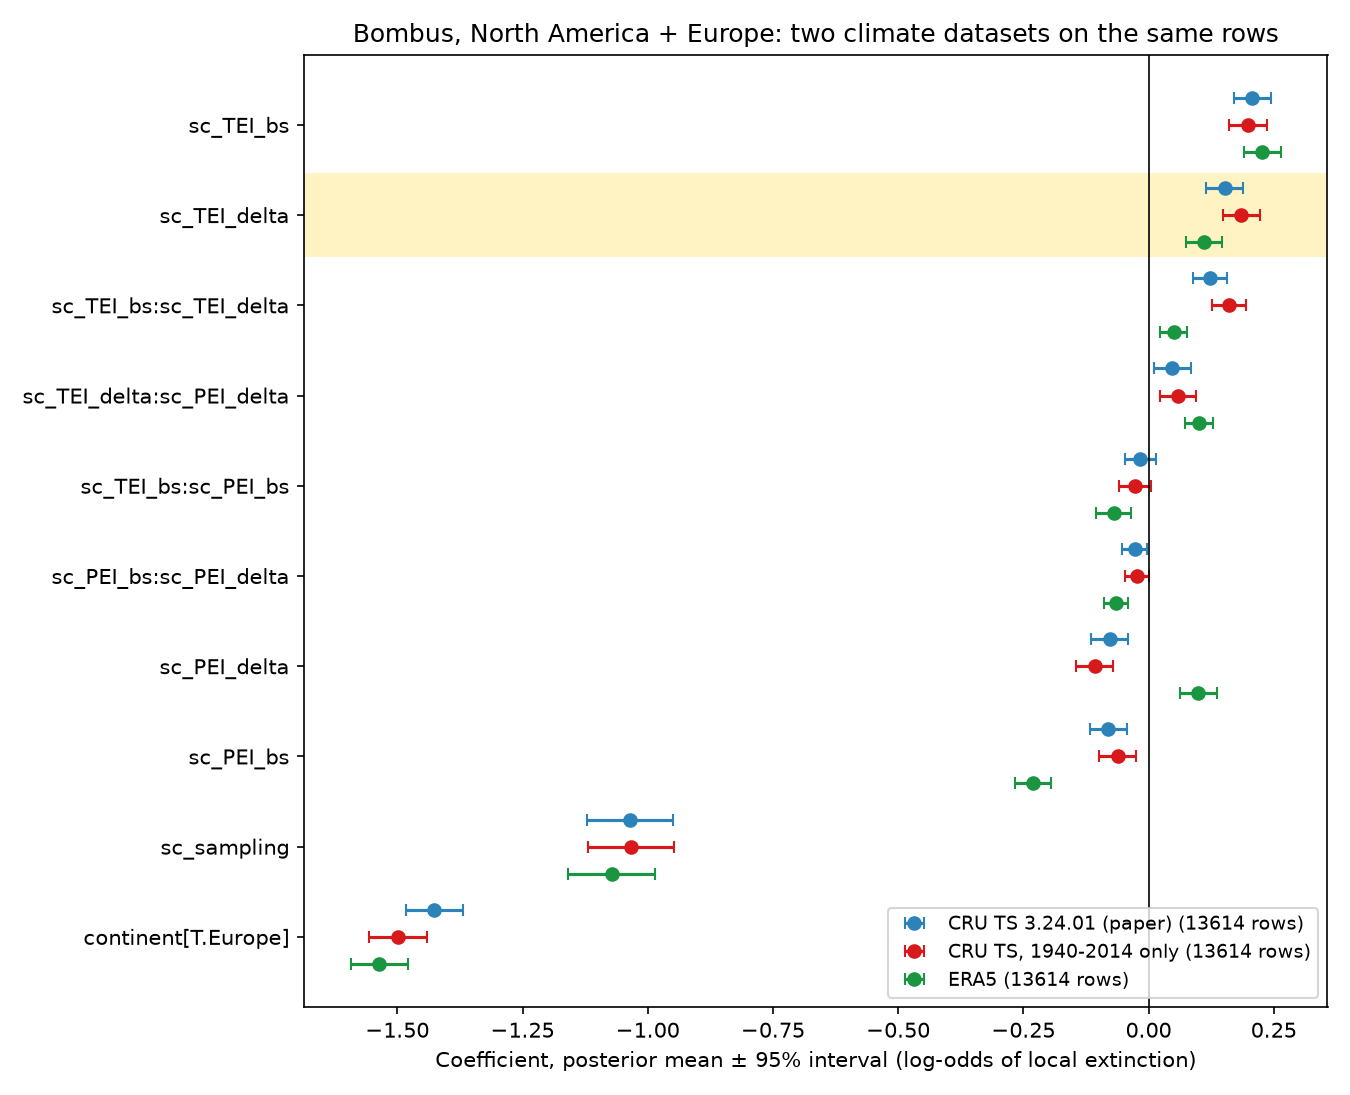 Bombus, North America + Europe: two climate datasets on the same rows
sc_TEI_bs
sc_TEI_delta
sc_TEI_bs:sc_TEI_delta
sc_TEI_delta:sc_PEI_delta
sc_TEI_bs:sc_PEI_bs
sc_PEI_bs:sc_PEI_delta
sc_PEI_delta
sc_PEI_bs
sc_sampling
continent[T.Europe]
CRU TS 3.24.01 (paper) (13614 rows)
CRU TS, 1940-2014 only (13614 rows)
ERA5 (13614 rows)
−1.50 −1.25 −1.00 −0.75 −0.50 −0.25 0.00 0.25
Coefficient, posterior mean ± 95% interval (log-odds of local extinction)